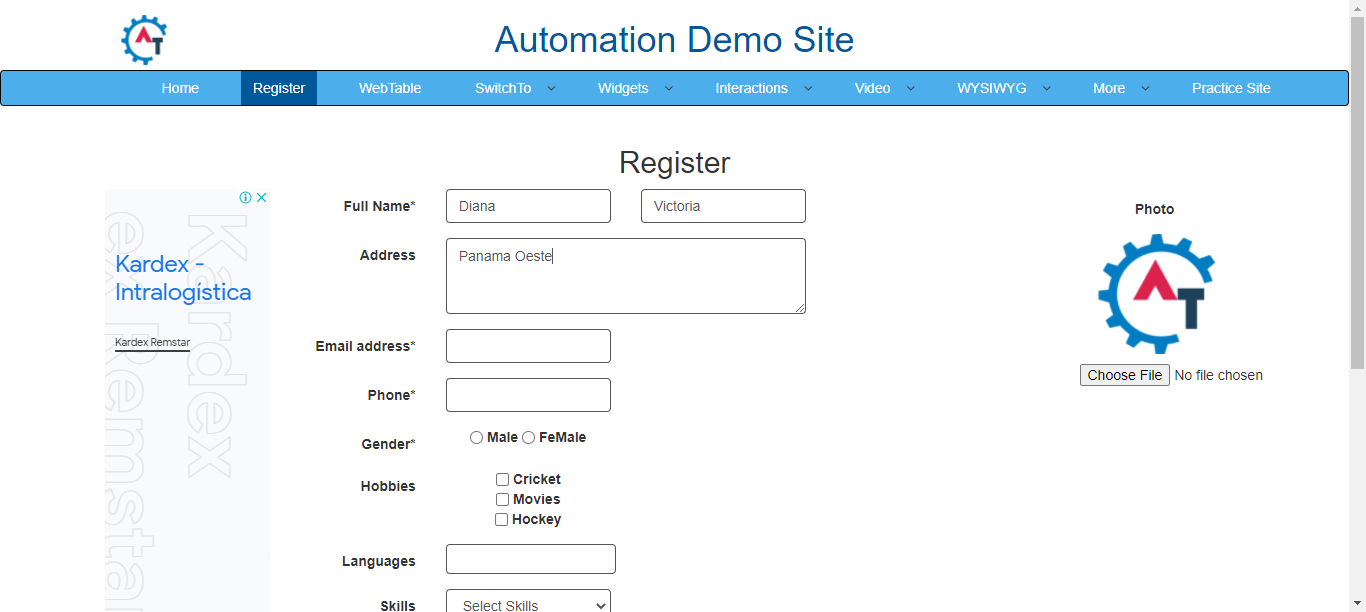 Automation Demo Site
Home Register WebTable SwitchTo Widgets Interactions Video WYSIWYG More Practice Site
Register
Full Name* Diana Victoria
Address Panama Oeste
Email address*
Phone*
Gender* Male FeMale
Hobbies Cricket
Movies
Hockey
Languages
Skills Select Skills
Photo
AT
Choose File No file chosen
Kardex -
Intralogística
Kardex Remstar
Kardex
ex Remstar